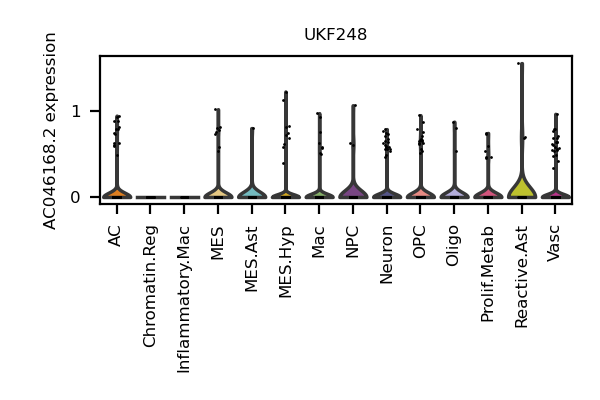 UKF248
AC046168.2 expression
1
0
AC
Chromatin.Reg
Inflammatory.Mac
MES
MES.Ast
MES.Hyp
Mac
NPC
Neuron
OPC
Oligo
Prolif.Metab
Reactive.Ast
Vasc